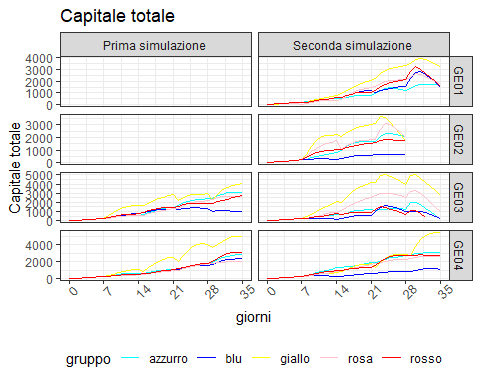 Capitale totale
Prima simulazione
Seconda simulazione
Capitale totale
4000
3000
2000
1000
0
GE01
3000
2000
1000
0
GE02
5000
4000
3000
2000
1000
0
GE03
4000
2000
0
GE04
0 7 14 21 28 35
0 7 14 21 28 35
giorni
gruppo azzurro blu giallo rosa rosso